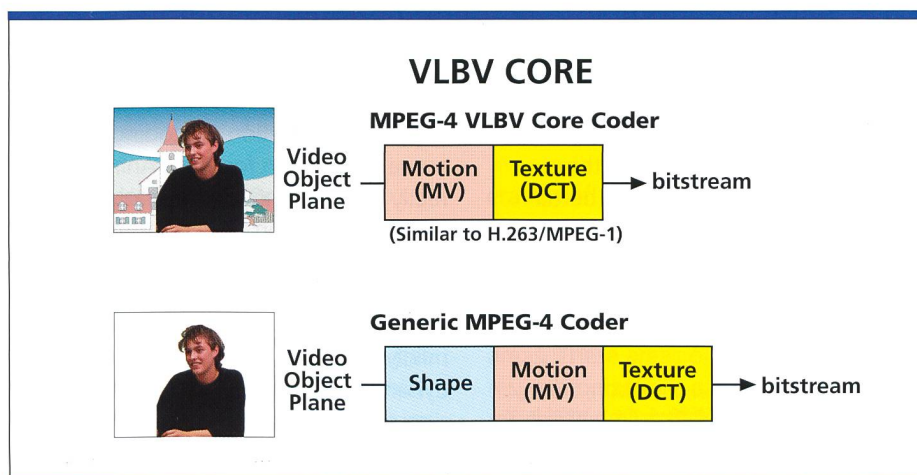 VLBV CORE
MPEG-4 VLBV Core Coder
Video
Object
Plane
Motion
(MV)
Texture
(DCT)
bitstream
(Similar to H.263/MPEG-1)
Generic MPEG-4 Coder
Video
Object
Plane
Shape
Motion
(MV)
Texture
(DCT)
bitstream